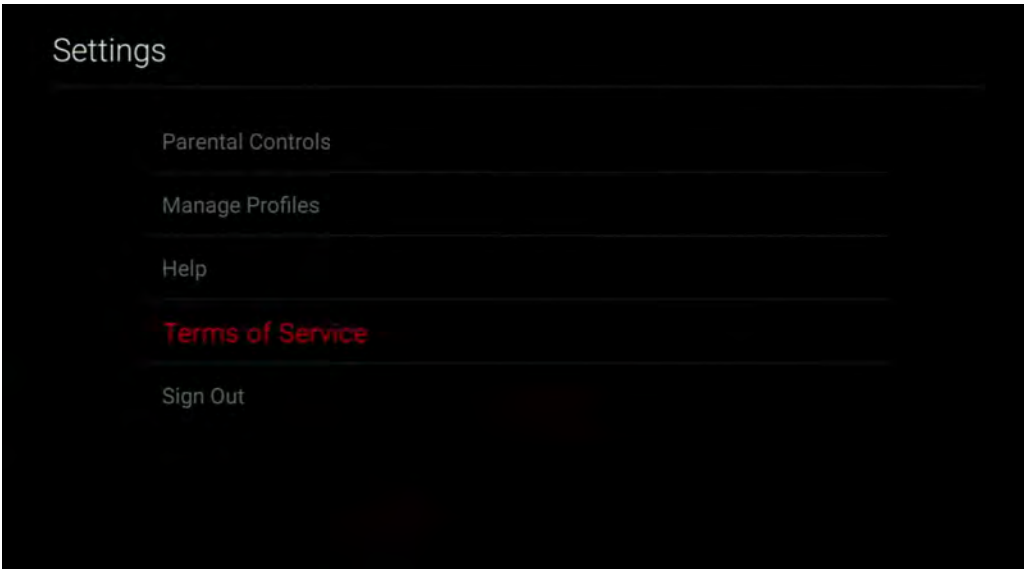 Settings
Parental Controls
Manage Profiles
Help
Terms of Service
Sign Out